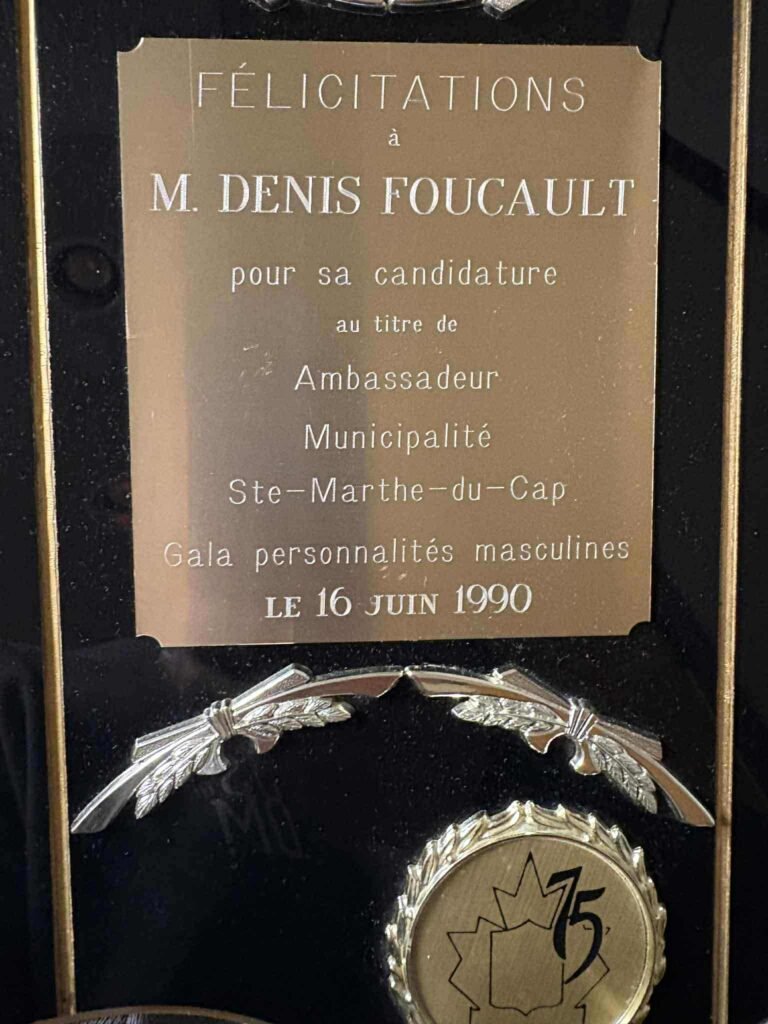 FÉLICITATIONS
à
M. DENIS FOUCAULT
pour sa candidature
au titre de
Ambassadeur
Municipalité
Ste-Marthe-du-Cap
Gala personnalités masculines
LE 16 JUIN 1990
75